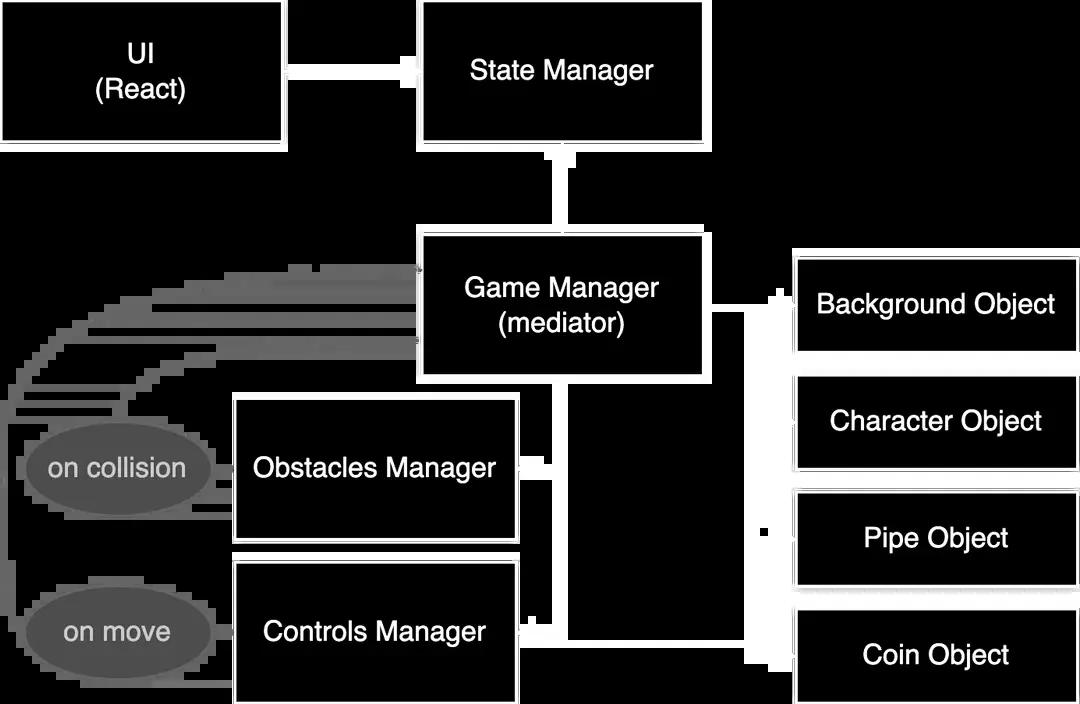 UI
(React)
State Manager
Game Manager
(mediator)
Background Object
Character Object
on collision
Obstacles Manager
Pipe Object
on move
Controls Manager
Coin Object